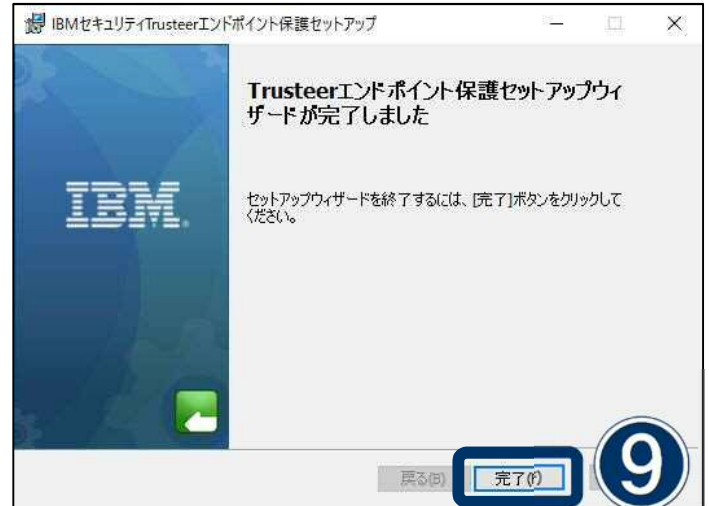 IBMセキュリティTrusteerエンドポイント保護セットアップ
Trusteerエンドポイント保護セットアップウィ
ザードが完了しました
IBM.
セットアップウィザードを終了するには、[完了]ボタンをクリックして
ください。
戻る(B)
完了(F)
9